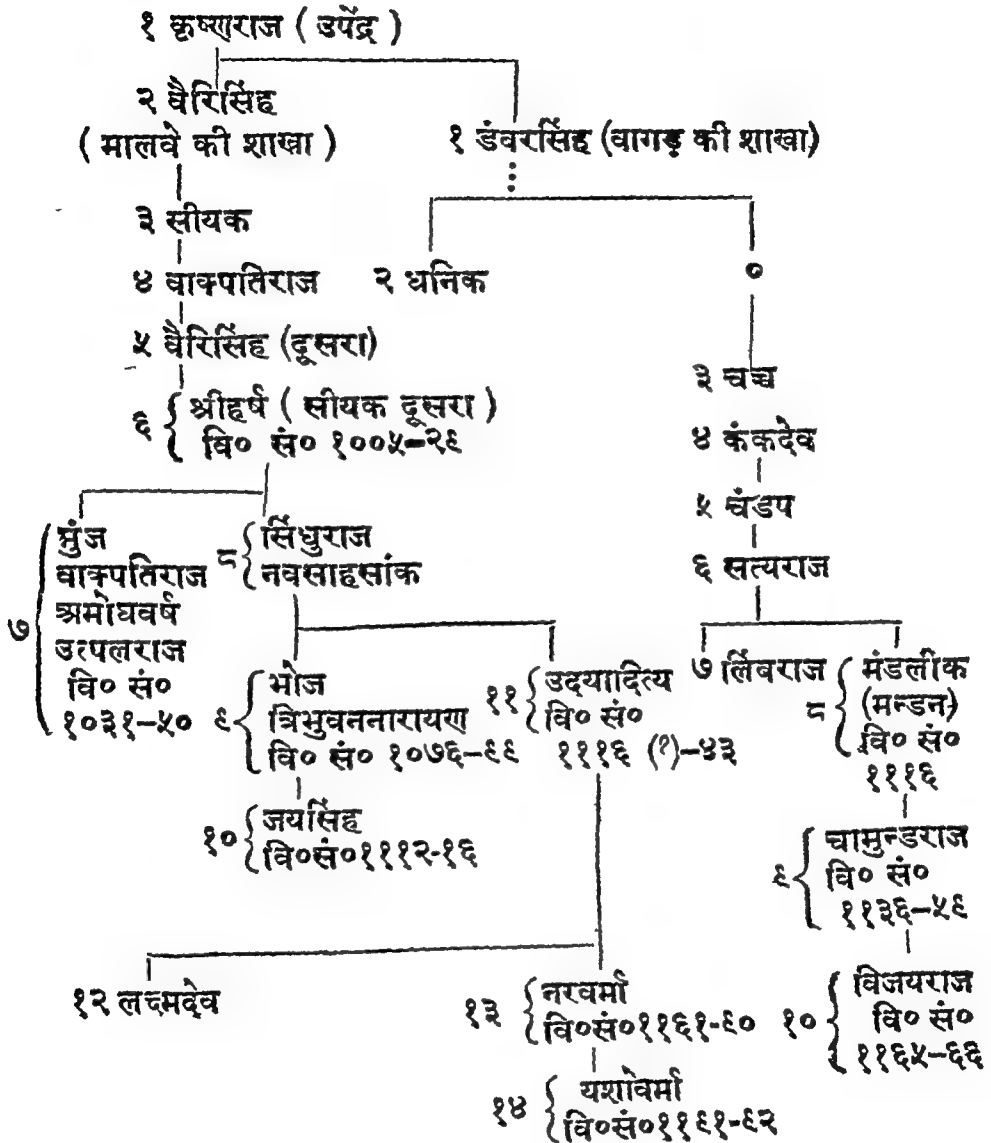 १ कृष्णराज ( उपेंद्र )
२ वैरिसिंह
( मालवे की शाखा )
१ डंवरसिंह (वागड़ की शाखा)
३ सीयक
४ वाक्पतिराज
२ धनिक
०
५ वैरिसिंह (दूसरा)
३ चच्च
६ श्रीहर्ष ( सीयक दूसरा )
वि० सं० १००५–२९
४ कंकदेव
५ चंडप
६ सत्यराज
७ मुंज
वाक्पतिराज
अमोघवर्ष
उत्पलराज
वि० सं०
१०३१–५०
८ सिंधुराज
नवसाहसांक
९ भोज
त्रिभुवननारायण
वि० सं० १०७६–९९
११ उदयादित्य
वि० सं०
१११६ (१)–४३
७ लिंवराज
८ मंडलीक
(मन्डन)
वि० सं०
१११६
१० जयसिंह
वि०सं०१११२-१६
९ चामुन्डराज
वि० सं०
११३६–५९
१२ लक्ष्मदेव
१३ नरवर्मा
वि०सं०११६१-९०
१० विजयराज
वि० सं०
११६५–६६
१४ यशोवर्मा
वि०सं०११९१-९२